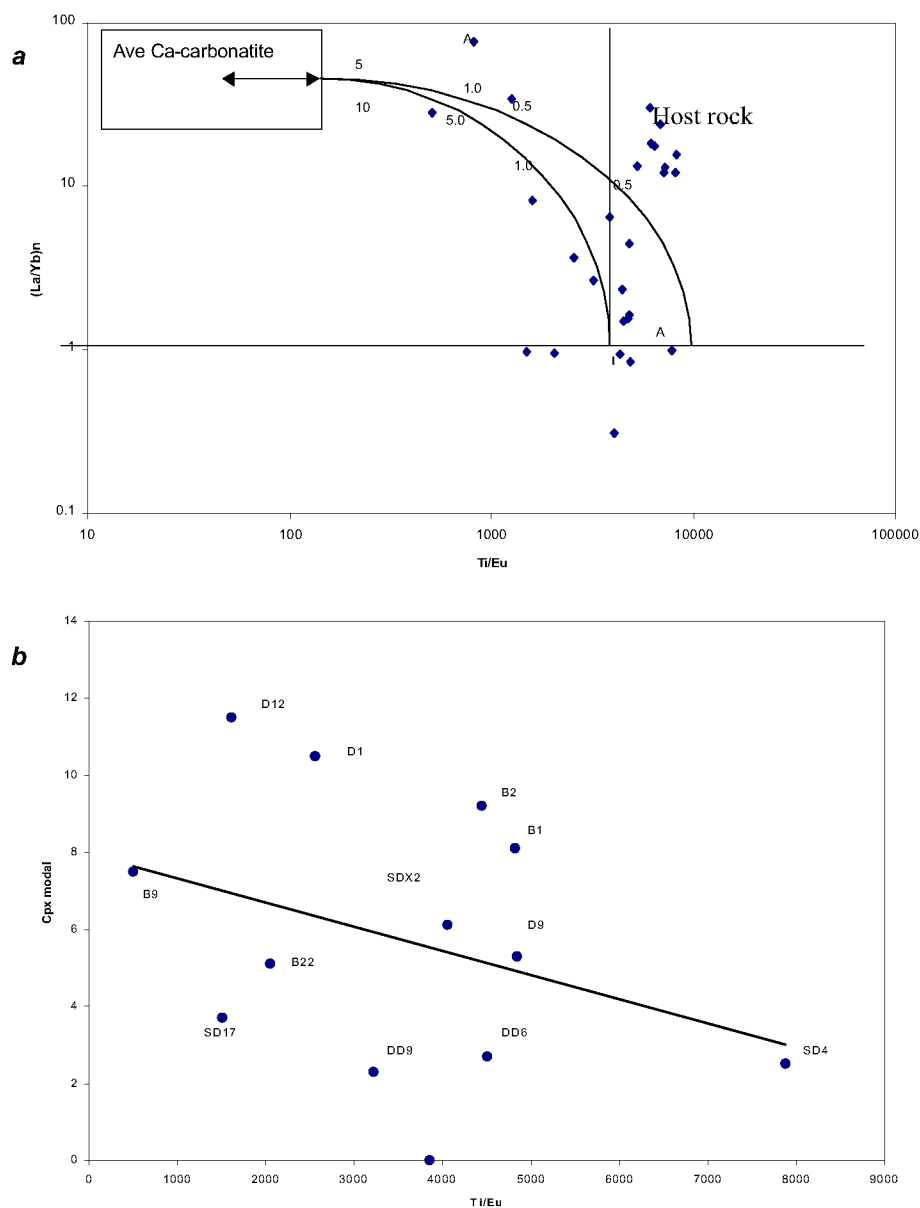 a
100
Ave Ca-carbonatite
A
5
1.0
0.5
10
5.0
Host rock
1.0
10
0.5
(La/Yb)n
A
1
I
0.1
10 100 1000 10000 100000
Ti/Eu
b
14
D12
12
D1
10
B2
B1
8
SDX2
B9
Cpx modal
D9
6
B22
4
SD17
DD9
DD6
SD4
2
0
0 1000 2000 3000 4000 5000 6000 7000 8000 9000
Ti/Eu